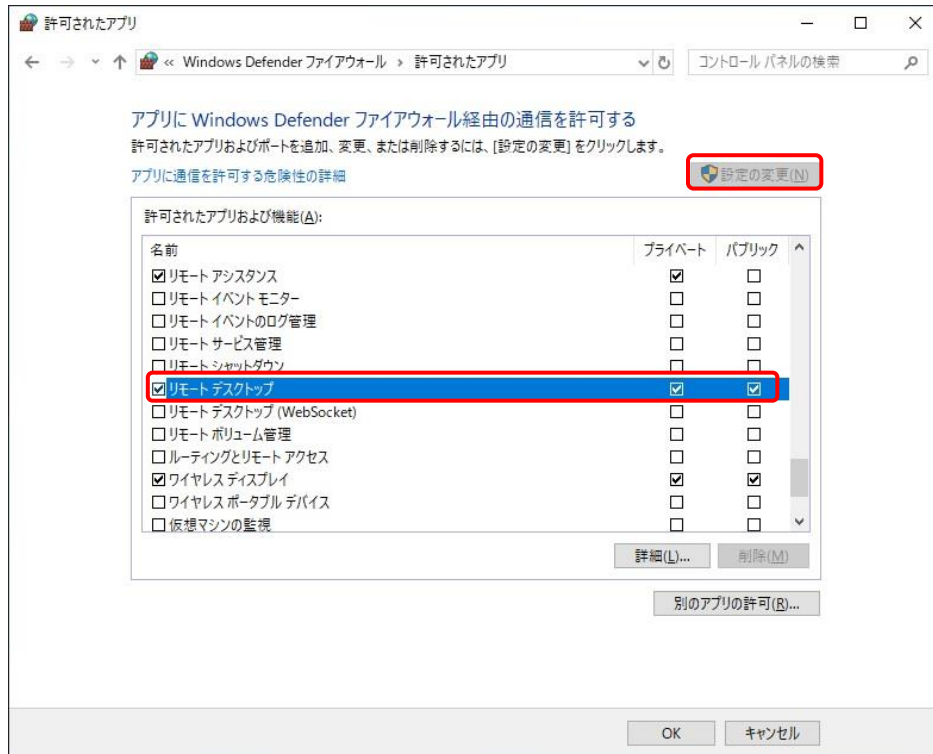 許可されたアプリ
« Windows Defender ファイアウォール › 許可されたアプリ
コントロール パネルの検索
アプリに Windows Defender ファイアウォール経由の通信を許可する
許可されたアプリおよびポートを追加、変更、または削除するには、[設定の変更] をクリックします。
アプリに通信を許可する危険性の詳細
設定の変更(N)
許可されたアプリおよび機能(A):
名前 プライベート パブリック
リモート アシスタンス
リモート イベント モニター
リモート イベントのログ管理
リモート サービス管理
リモート シャットダウン
リモート デスクトップ
リモート デスクトップ (WebSocket)
リモート ボリューム管理
ルーティングとリモート アクセス
ワイヤレス ディスプレイ
ワイヤレス ポータブル デバイス
仮想マシンの監視
詳細(L)... 削除(M)
別のアプリの許可(R)...
OK キャンセル